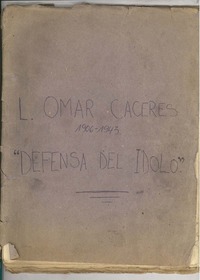 L. OMAR CACERES
1906-1943
"DEFENSA DEL IDOLO"